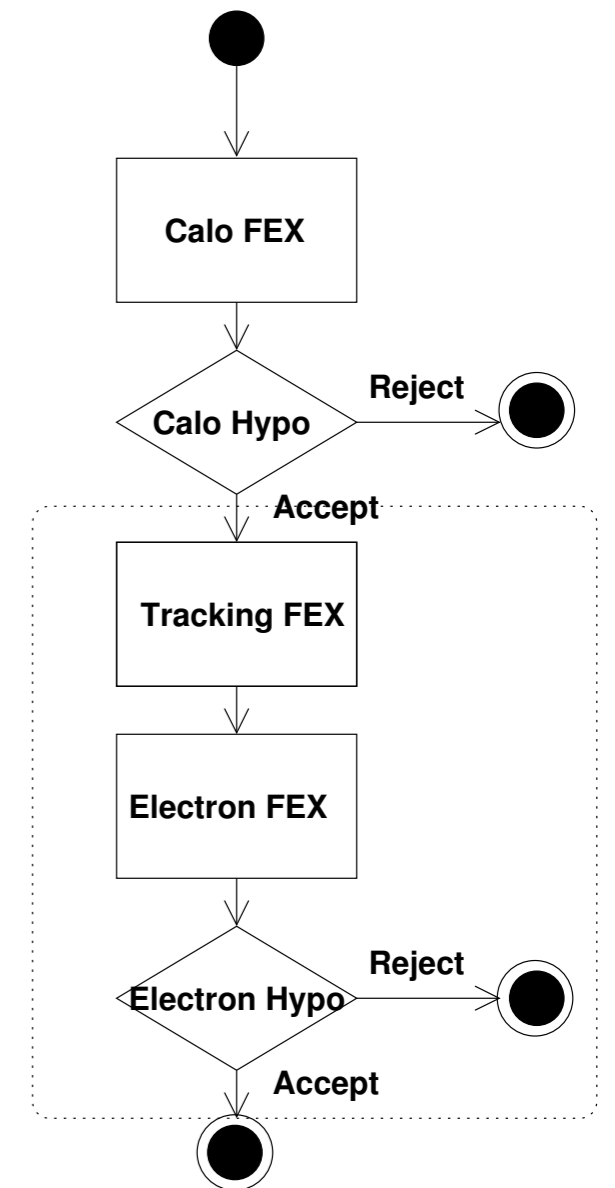 Calo FEX
Reject
Calo Hypo
Accept
Tracking FEX
Electron FEX
Reject
Electron Hypo
Accept